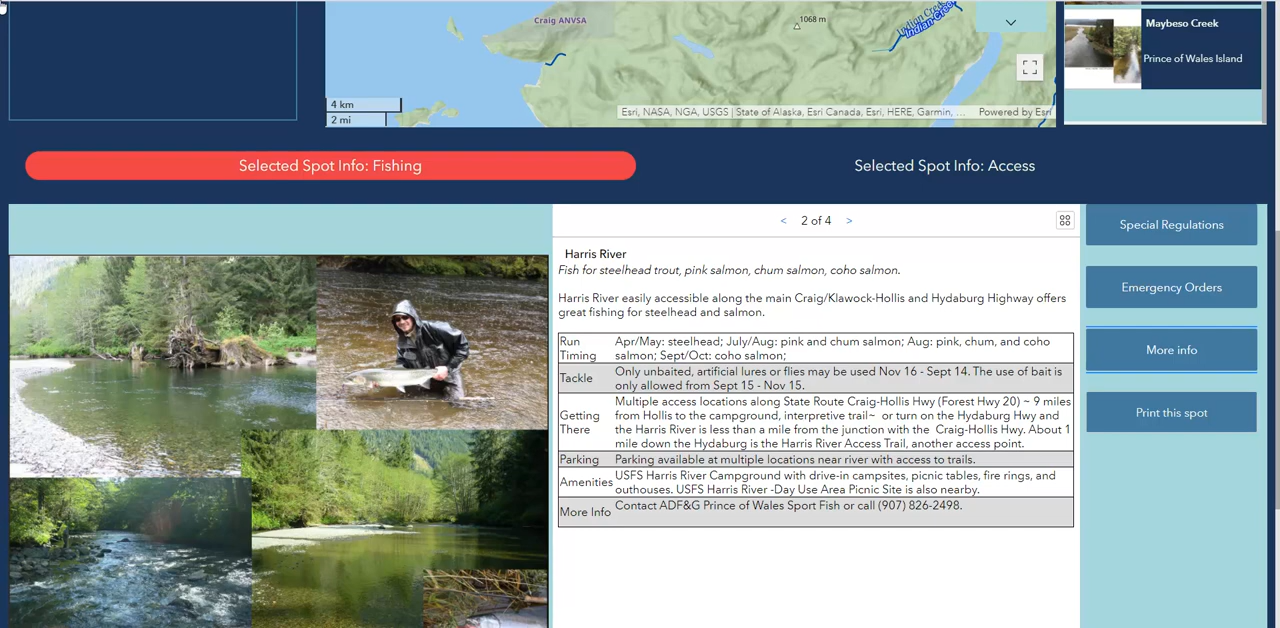 Craig ANVSA
1068 m
Indian Creek
Indian Creek
4 km
2 mi
Esri, NASA, NGA, USGS | State of Alaska, Esri Canada, Esri, HERE, Garmin, ...
Powered by Esri
Maybeso Creek
Prince of Wales Island
Selected Spot Info: Fishing
Selected Spot Info: Access
< 2 of 4 >
Harris River
Fish for steelhead trout, pink salmon, chum salmon, coho salmon.
Harris River easily accessible along the main Craig/Klawock-Hollis and Hydaburg Highway offers
great fishing for steelhead and salmon.
Run
Timing
Apr/May: steelhead; July/Aug: pink and chum salmon; Aug: pink, chum, and coho
salmon; Sept/Oct: coho salmon;
Tackle
Only unbaited, artificial lures or flies may be used Nov 16 - Sept 14. The use of bait is
only allowed from Sept 15 - Nov 15.
Getting
There
Multiple access locations along State Route Craig-Hollis Hwy (Forest Hwy 20) ~ 9 miles
from Hollis to the campground, interpretive trail~ or turn on the Hydaburg Hwy and
the Harris River is less than a mile from the junction with the Craig-Hollis Hwy. About 1
mile down the Hydaburg is the Harris River Access Trail, another access point.
Parking
Parking available at multiple locations near river with access to trails.
Amenities
USFS Harris River Campground with drive-in campsites, picnic tables, fire rings, and
outhouses. USFS Harris River -Day Use Area Picnic Site is also nearby.
More Info
Contact ADF&G Prince of Wales Sport Fish or call (907) 826-2498.
Special Regulations
Emergency Orders
More info
Print this spot